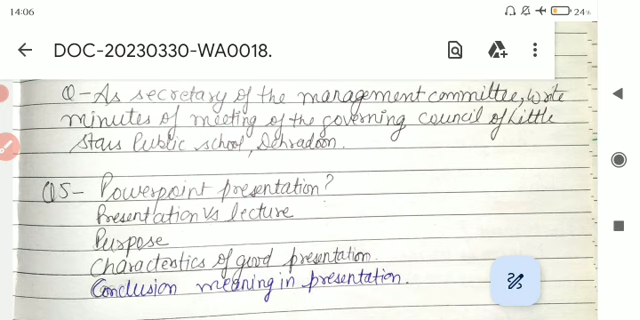 14:06
24%
DOC-20230330-WA0018.
Q-As secretary of the management committee, write
minutes of meeting of the governing council of Little
Stars Public school, Dehradoon.
Q5- Powerpoint presentation?
Presentation vs lecture
Purpose
Charactestics of good presentation.
Conclusion meaning in presentation.